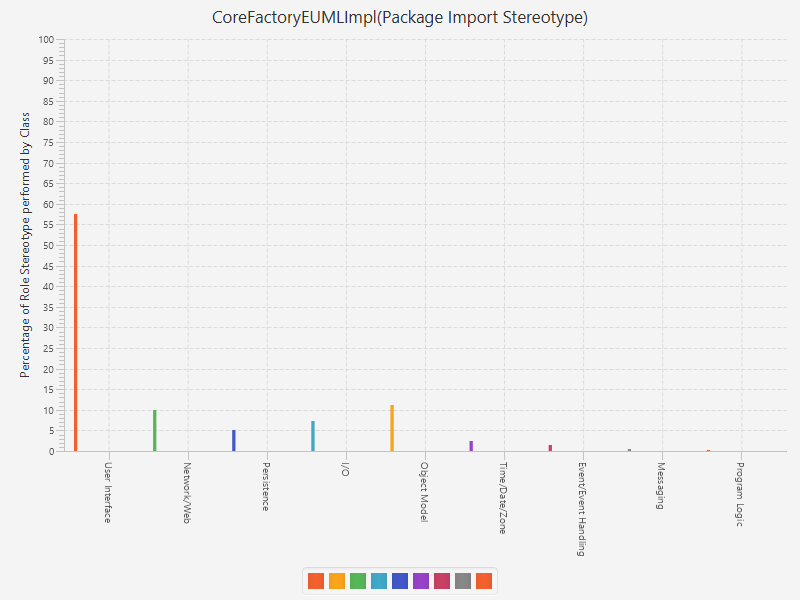 CoreFactoryEUMLImpl(Package Import Stereotype)
Percentage of Role Stereotype performed by Class
100
95
90
85
80
75
70
65
60
55
50
45
40
35
30
25
20
15
10
5
0
User Interface
Network/Web
Persistence
I/O
Object Model
Time/Date/Zone
Event/Event Handling
Messaging
Program Logic